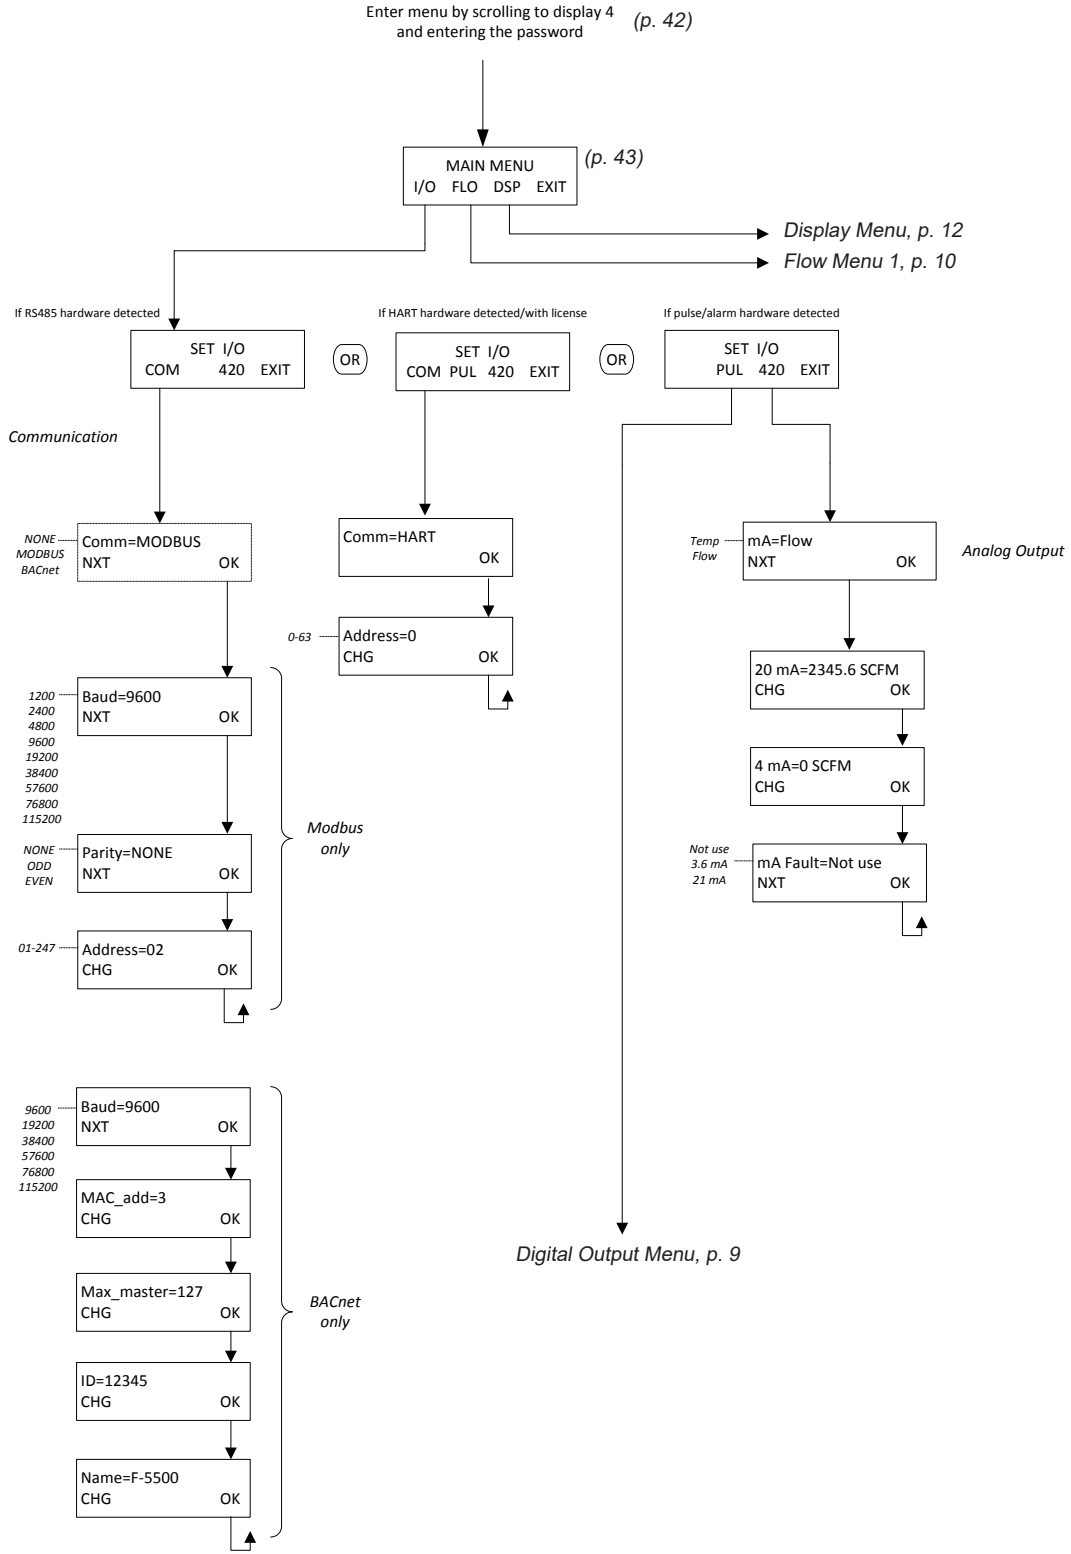 Enter menu by scrolling to display 4
and entering the password
(p. 42)
MAIN MENU
I/O FLO DSP EXIT
(p. 43)
Display Menu, p. 12
Flow Menu 1, p. 10
If RS485 hardware detected
SET I/O
COM 420 EXIT
OR
If HART hardware detected/with license
SET I/O
COM PUL 420 EXIT
OR
If pulse/alarm hardware detected
SET I/O
PUL 420 EXIT
Communication
NONE
MODBUS
BACnet
Comm=MODBUS
NXT OK
1200
2400
4800
9600
19200
38400
57600
76800
115200
Baud=9600
NXT OK
NONE
ODD
EVEN
Parity=NONE
NXT OK
01-247
Address=02
CHG OK
Modbus
only
Comm=HART
OK
0-63
Address=0
CHG OK
Temp
Flow
mA=Flow
NXT OK
Analog Output
20 mA=2345.6 SCFM
CHG OK
4 mA=0 SCFM
CHG OK
Not use
3.6 mA
21 mA
mA Fault=Not use
NXT OK
9600
19200
38400
57600
76800
115200
Baud=9600
NXT OK
MAC_add=3
CHG OK
Max_master=127
CHG OK
ID=12345
CHG OK
Name=F-5500
CHG OK
BACnet
only
Digital Output Menu, p. 9